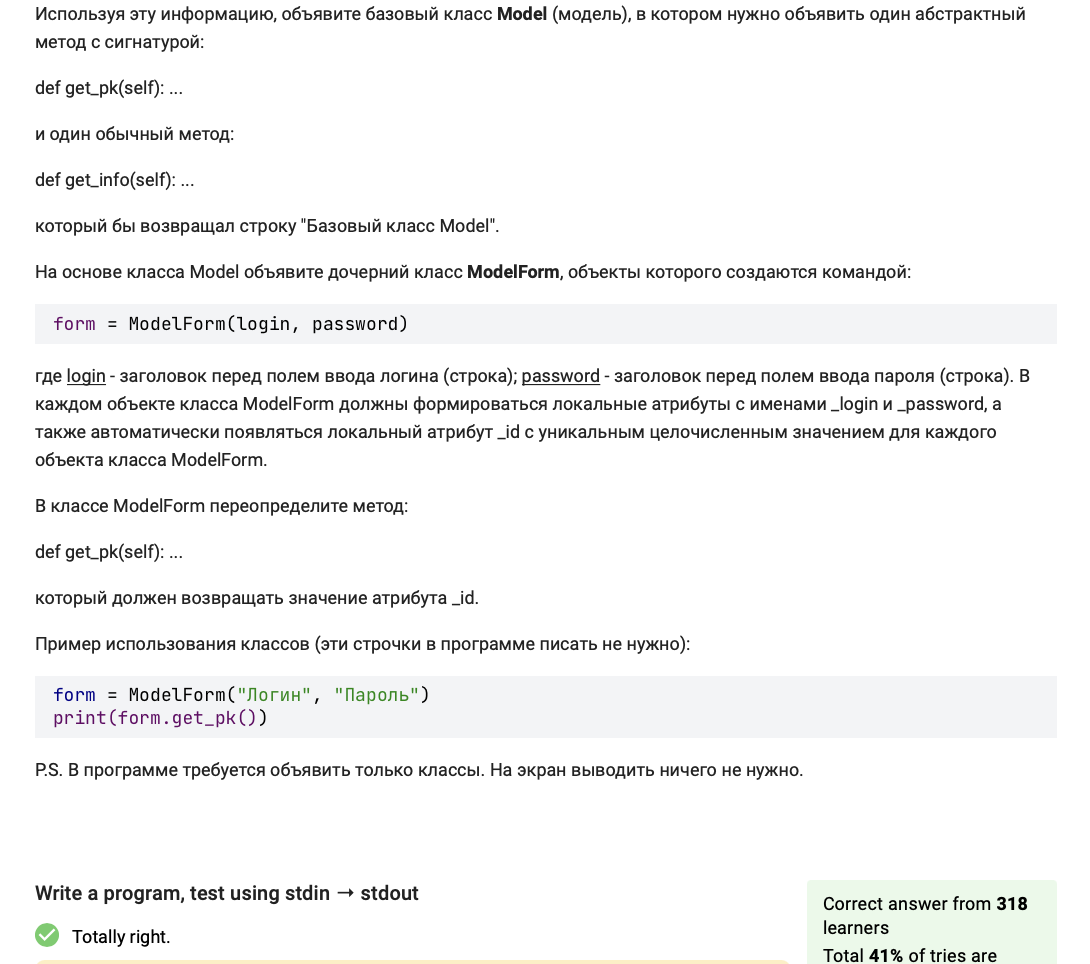 Используя эту информацию, объявите базовый класс Model (модель), в котором нужно объявить один абстрактный
метод с сигнатурой:
def get_pk(self): ...
и один обычный метод:
def get_info(self): ...
который бы возвращал строку "Базовый класс Model".
На основе класса Model объявите дочерний класс ModelForm, объекты которого создаются командой:
form = ModelForm(login, password)
где login - заголовок перед полем ввода логина (строка); password - заголовок перед полем ввода пароля (строка). В
каждом объекте класса ModelForm должны формироваться локальные атрибуты с именами _login и _password, а
также автоматически появляться локальный атрибут _id с уникальным целочисленным значением для каждого
объекта класса ModelForm.
В классе ModelForm переопределите метод:
def get_pk(self): ...
который должен возвращать значение атрибута _id.
Пример использования классов (эти строчки в программе писать не нужно):
form = ModelForm("Логин", "Пароль")
print(form.get_pk())
P.S. В программе требуется объявить только классы. На экран выводить ничего не нужно.
Write a program, test using stdin → stdout
Totally right.
Correct answer from 318
learners
Total 41% of tries are